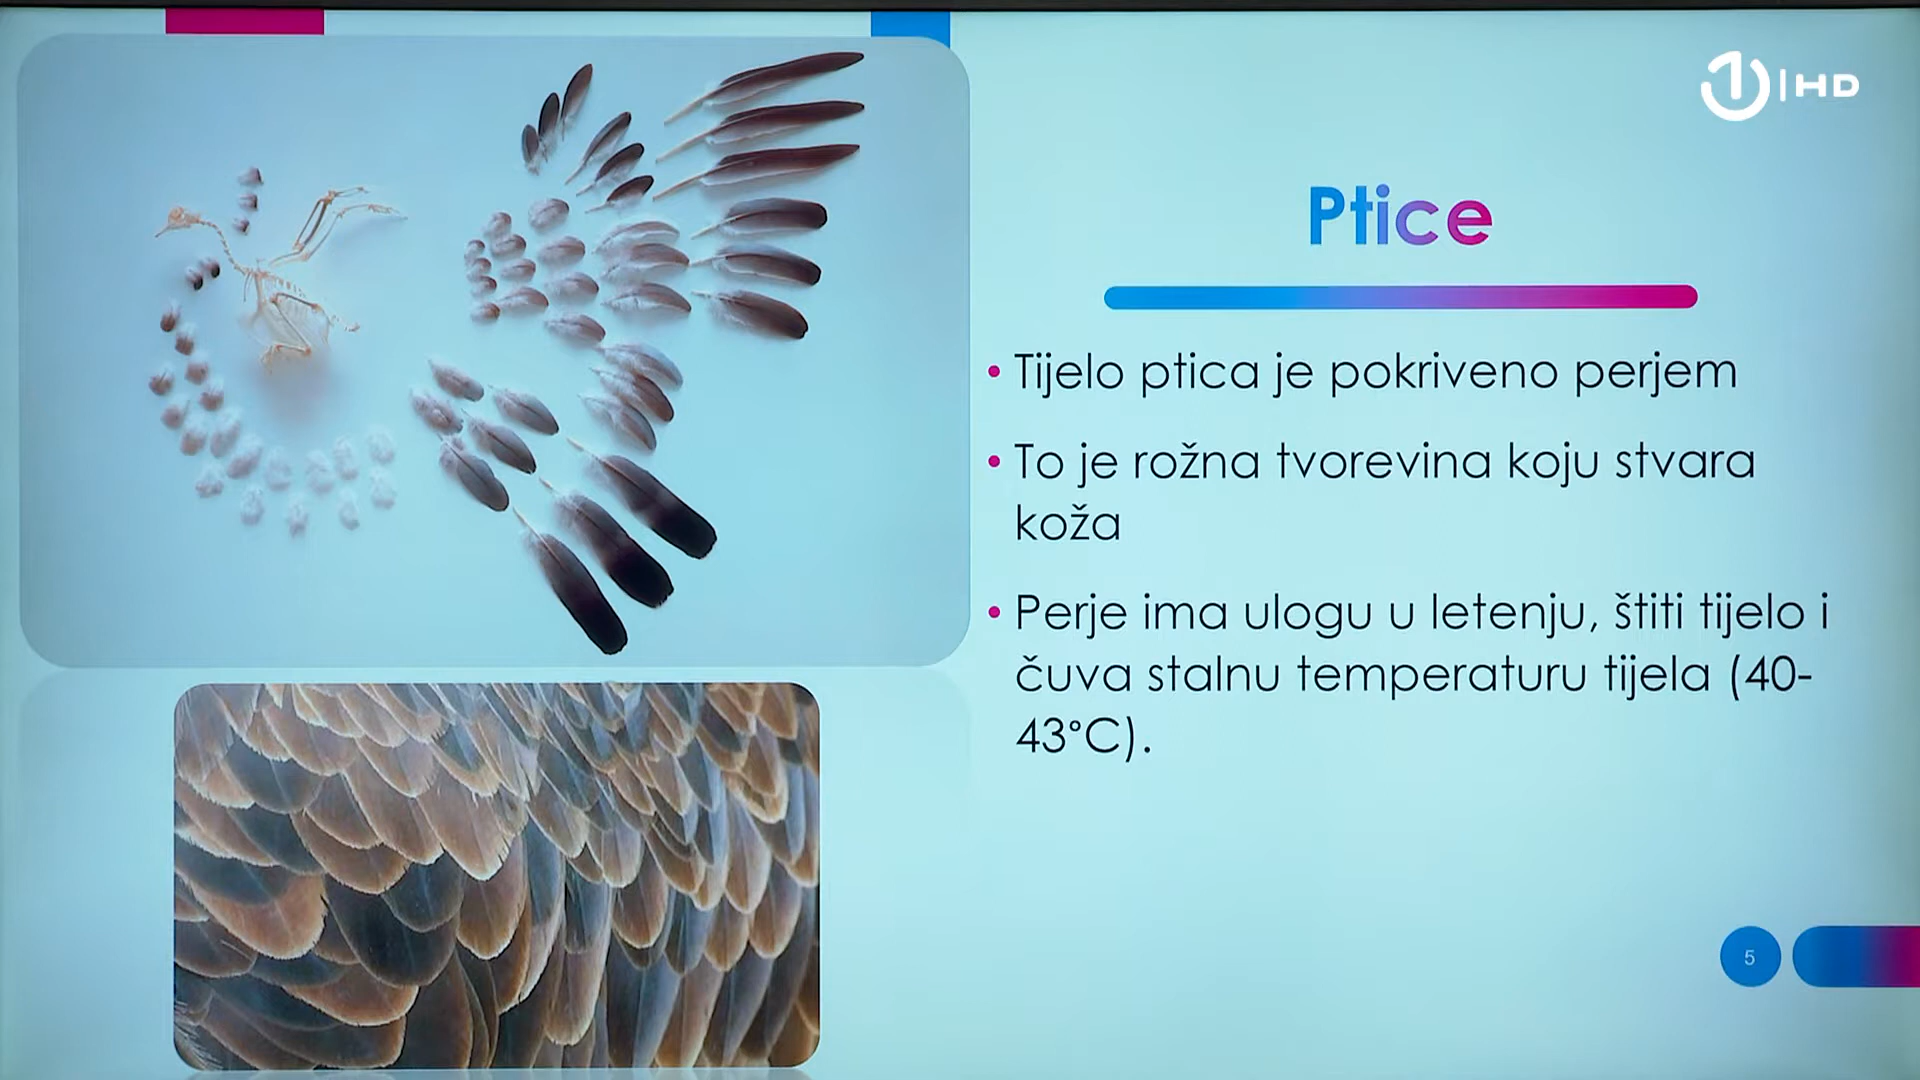 1 HD
Ptice
• Tijelo ptica je pokriveno perjem
• To je rožna tvorevina koju stvara
koža
• Perje ima ulogu u letenju, štiti tijelo i
čuva stalnu temperaturu tijela (40-
43°C).
5